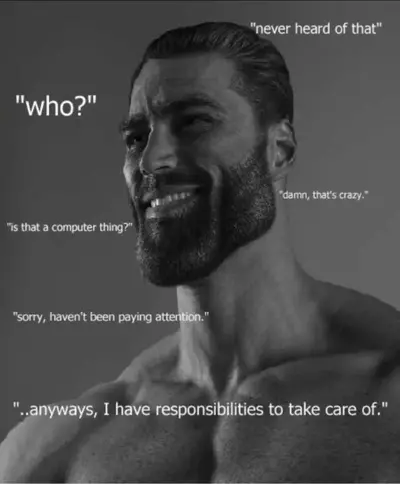 "never heard of that"
"who?"
"damn, that's crazy."
"is that a computer thing?"
"sorry, haven't been paying attention."
"..anyways, I have responsibilities to take care of."